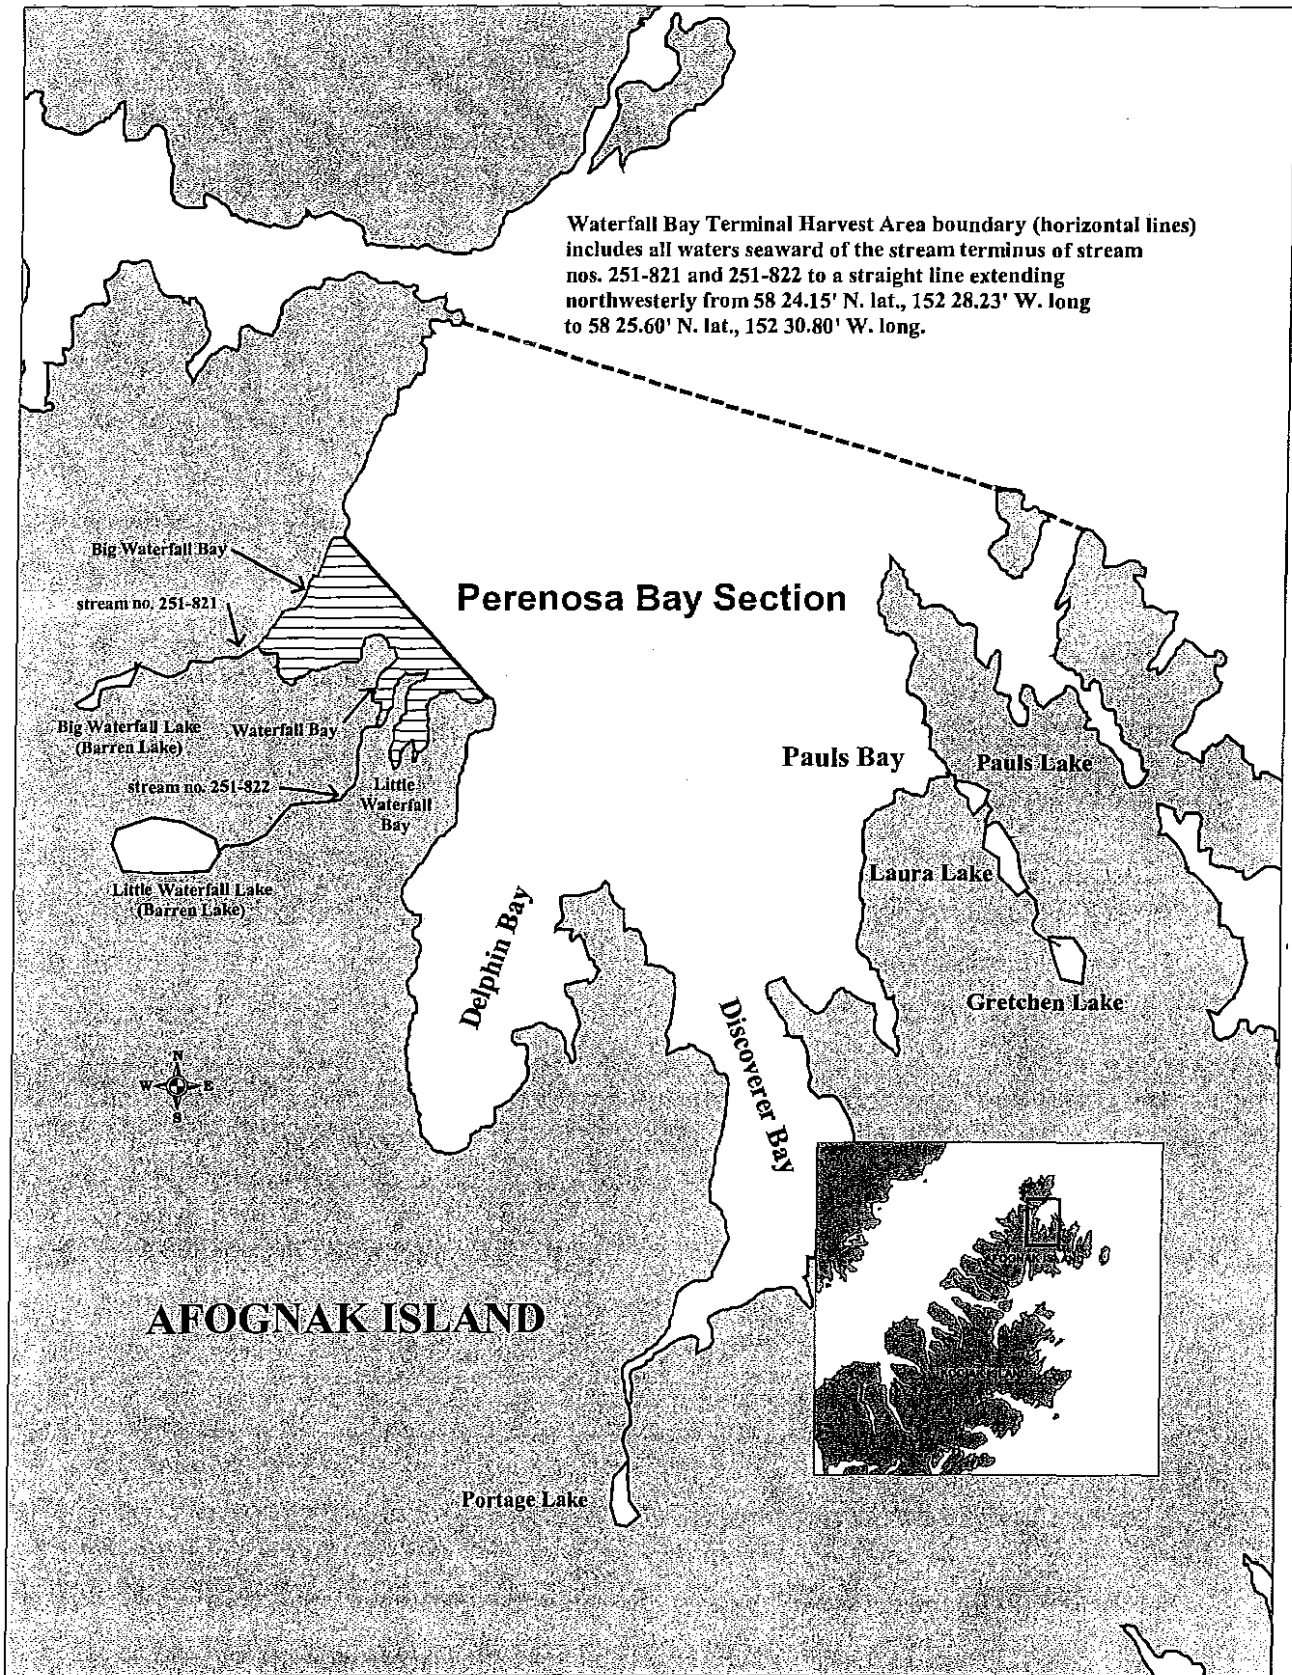 Waterfall Bay Terminal Harvest Area boundary (horizontal lines)
includes all waters seaward of the stream terminus of stream
nos. 251-821 and 251-822 to a straight line extending
northwesterly from 58 24.15' N. lat., 152 28.23' W. long
to 58 25.60' N. lat., 152 30.80' W. long.
Big Waterfall Bay
stream no. 251-821
Perenosa Bay Section
Big Waterfall Lake
(Barren Lake)
Waterfall Bay
stream no. 251-822
Little
Waterfall
Bay
Pauls Bay
Pauls Lake
Little Waterfall Lake
(Barren Lake)
Laura Lake
Delphin Bay
Gretchen Lake
Discoverer Bay
N
W E
S
AFOGNAK ISLAND
Portage Lake